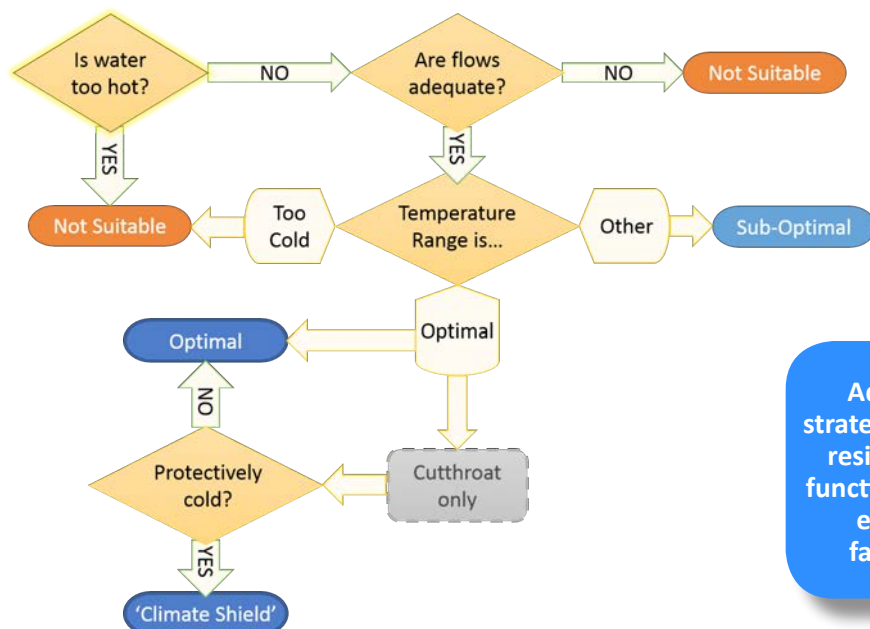 Is water
too hot?
NO
Are flows
adequate?
NO
Not Suitable
YES
YES
Not Suitable
Too
Cold
Temperature
Range is...
Other
Sub-Optimal
Optimal
Optimal
NO
Protectively
cold?
Cutthroat
only
YES
'Climate Shield'